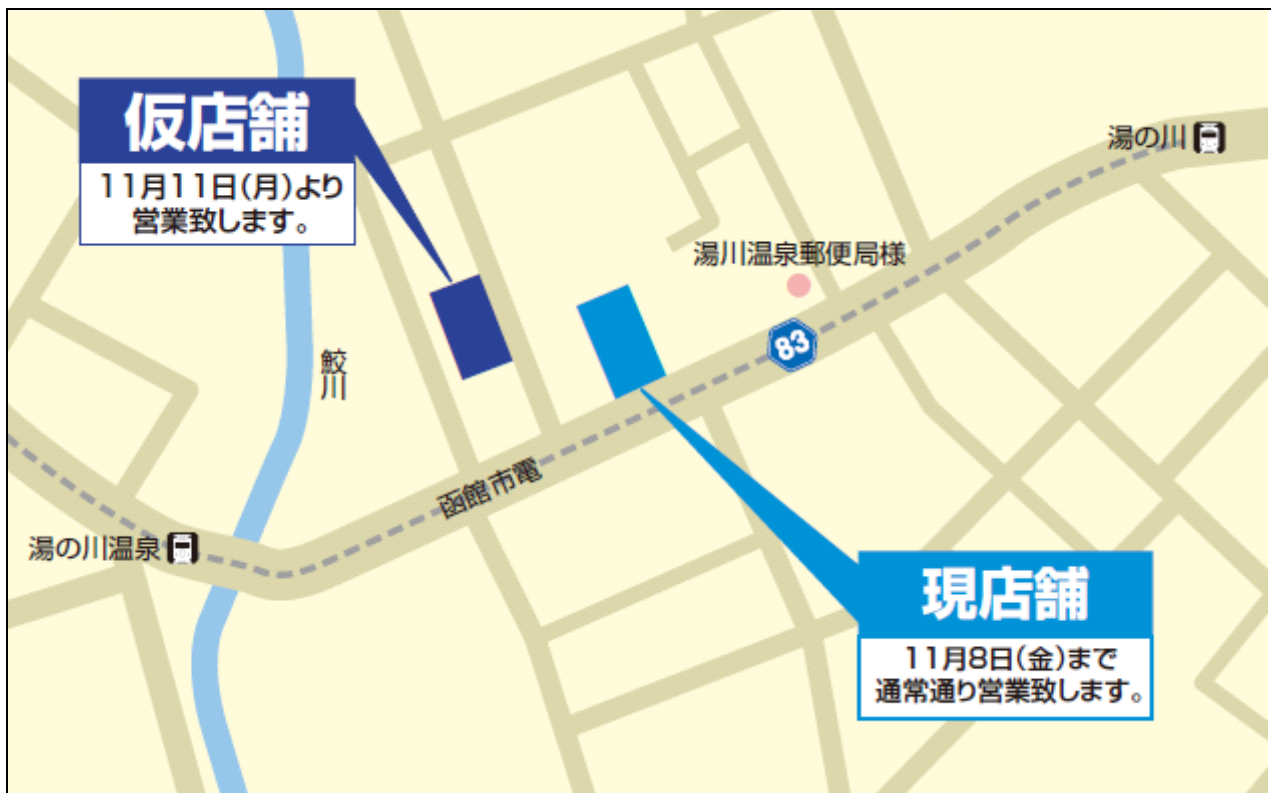 仮店舗
11月11日(月)より
営業致します。
湯の川
湯川温泉郵便局様
83
鮫川
函館市電
湯の川温泉
現店舗
11月8日(金)まで
通常通り営業致します。